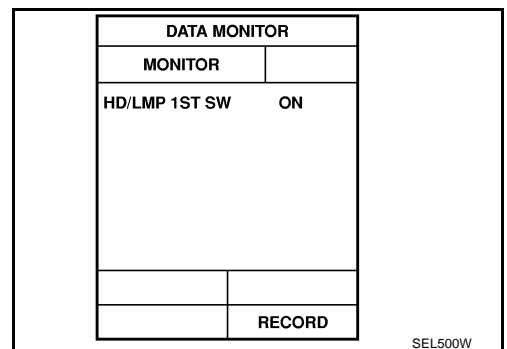 DATA MONITOR
MONITOR
HD/LMP 1ST SW ON
RECORD
SEL500W